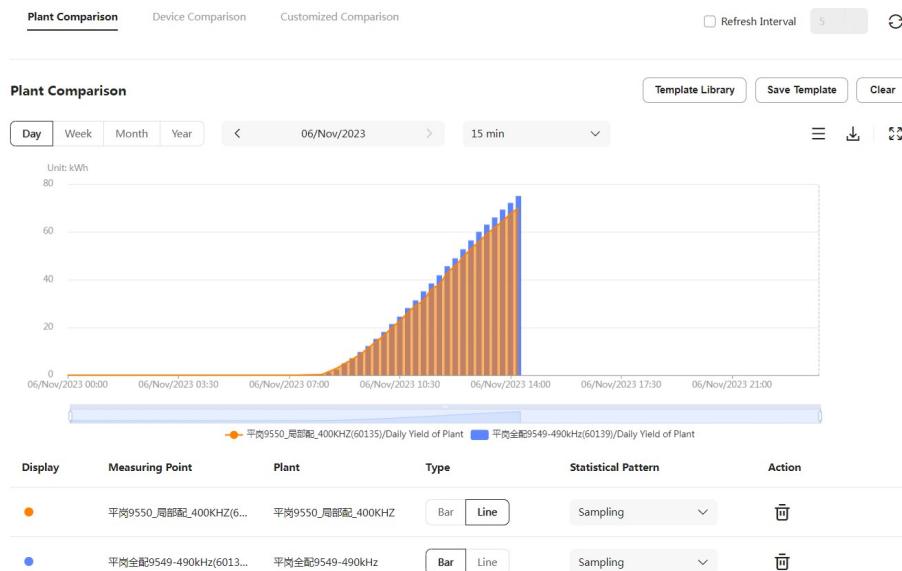 Plant Comparison Device Comparison Customized Comparison Refresh Interval 5
Plant Comparison Template Library Save Template Clear
Day Week Month Year < 06/Nov/2023 > 15 min
Unit: kWh
80
60
40
20
0
06/Nov/2023 00:00 06/Nov/2023 03:30 06/Nov/2023 07:00 06/Nov/2023 10:30 06/Nov/2023 14:00 06/Nov/2023 17:30 06/Nov/2023 21:00
平岗9550_局部配_400KHZ(60135)/Daily Yield of Plant 平岗全配9549-490kHz(60139)/Daily Yield of Plant
Display Measuring Point Plant Type Statistical Pattern Action
平岗9550_局部配_400KHZ(6... 平岗9550_局部配_400KHZ Bar Line Sampling
平岗全配9549-490kHz(6013... 平岗全配9549-490kHz Bar Line Sampling